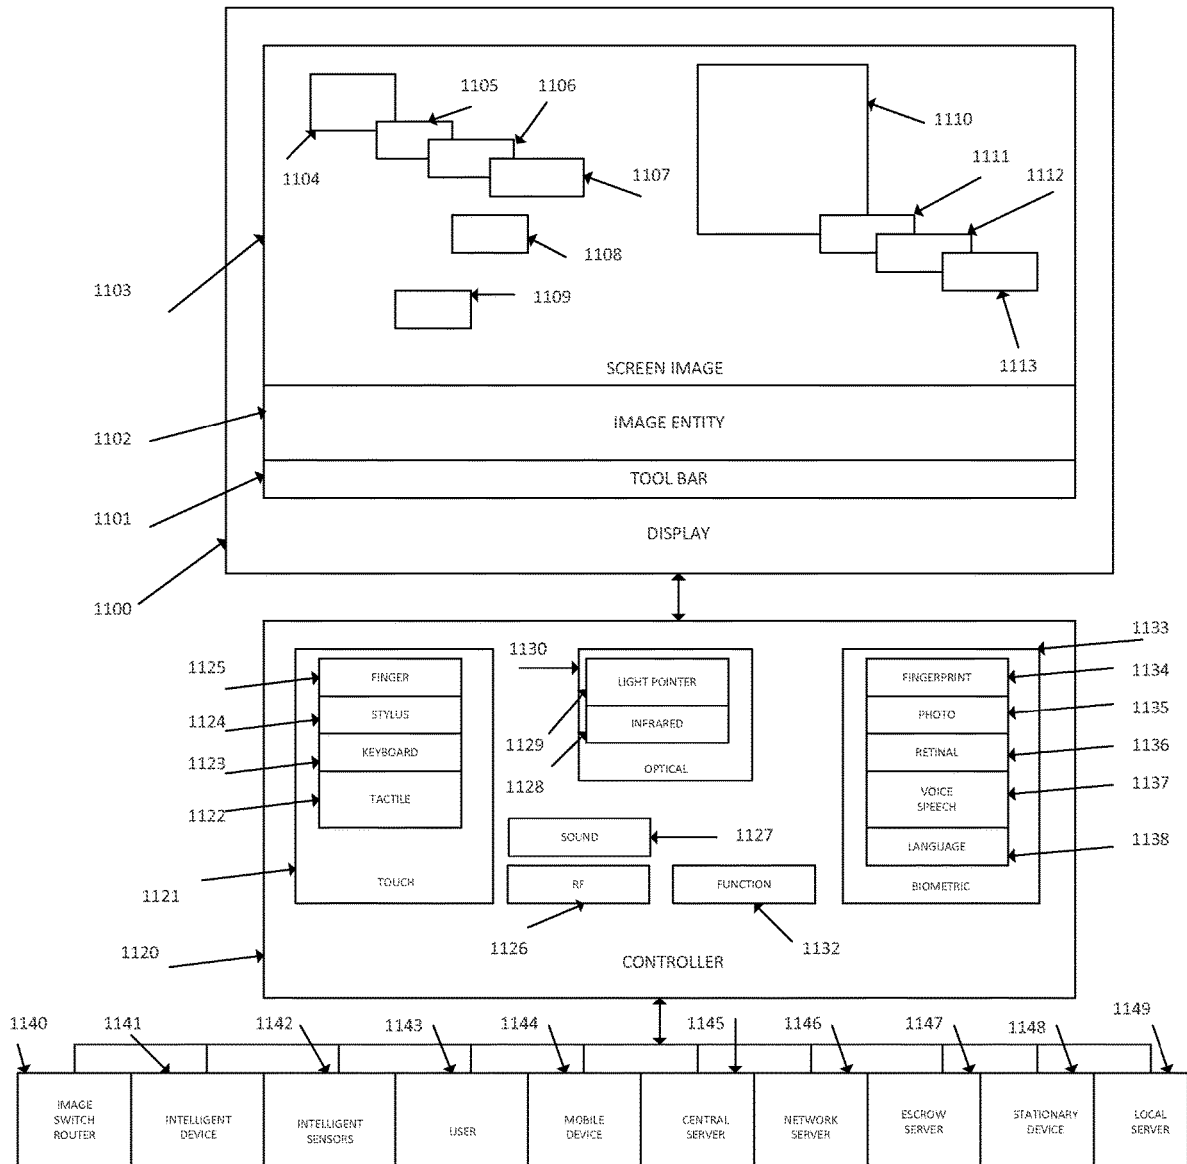 1105
1106
1110
1104
1107
1111
1112
1108
1103
1109
SCREEN IMAGE
1113
IMAGE ENTITY
1102
TOOL BAR
1101
DISPLAY
1100
1133
1130
1125
FINGER
LIGHT POINTER
FINGERPRINT
1134
1124
STYLUS
INFRARED
PHOTO
1135
1129
1123
KEYBOARD
RETINAL
1136
OPTICAL
1128
1122
TACTILE
VOICE
SPEECH
1137
SOUND
1127
LANGUAGE
1138
TOUCH
RF
FUNCTION
BIOMETRIC
1121
1126
1132
1120
CONTROLLER
1140
1141
1142
1143
1144
1145
1146
1147
1148
1149
IMAGE
SWITCH
ROUTER
INTELLIGENT
DEVICE
INTELLIGENT
SENSORS
USER
MOBILE
DEVICE
CENTRAL
SERVER
NETWORK
SERVER
ESCROW
SERVER
STATIONARY
DEVICE
LOCAL
SERVER